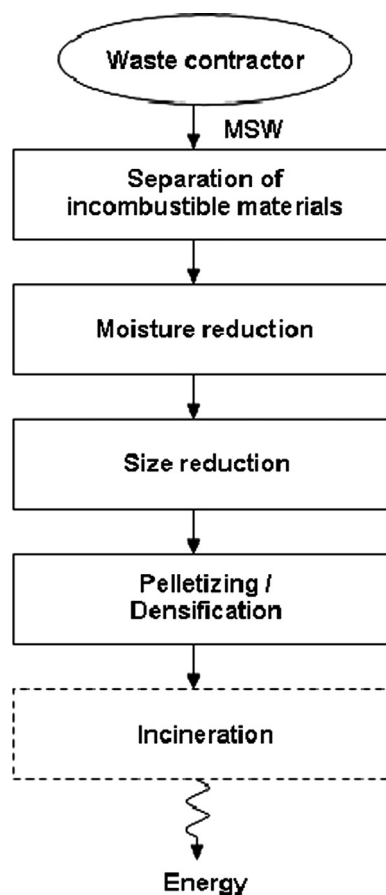 Waste contractor
MSW
Separation of
incombustible materials
Moisture reduction
Size reduction
Pelletizing /
Densification
Incineration
Energy